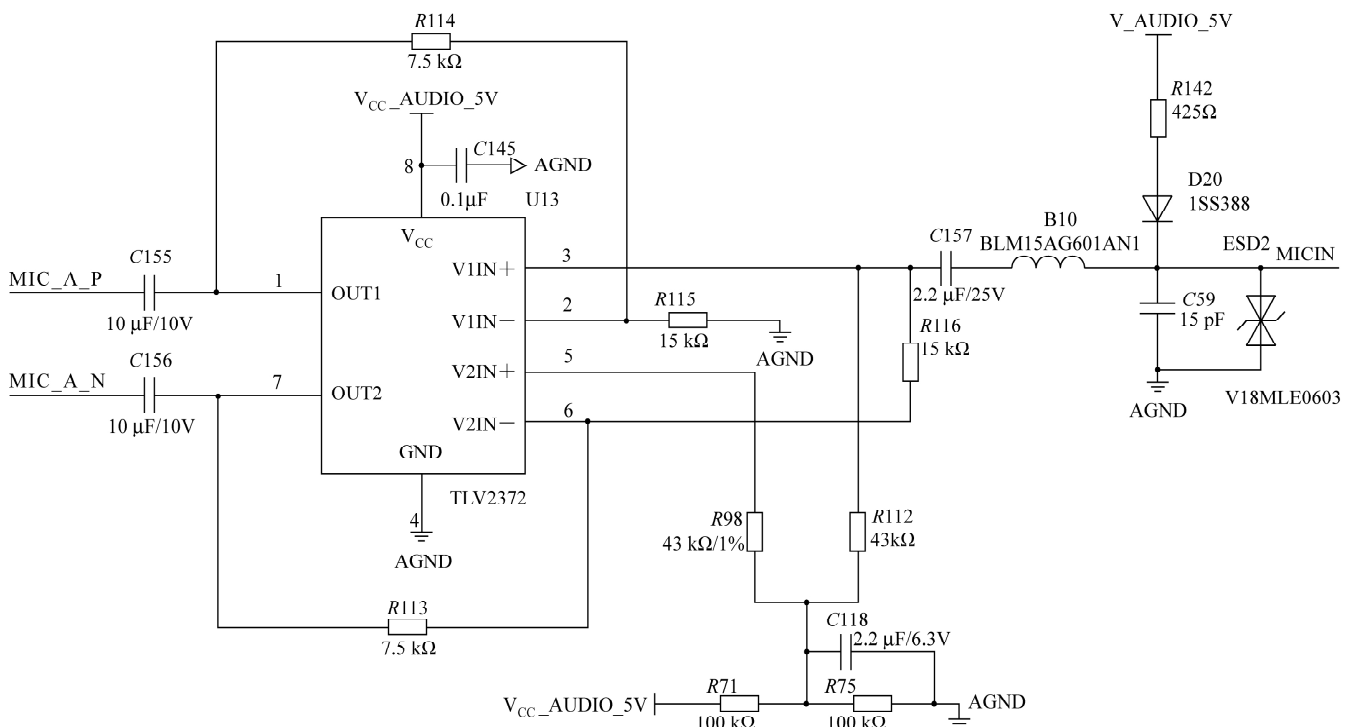 R114
7.5 kΩ
VCC_AUDIO_5V
8
C145
AGND
0.1μF
U13
V_AUDIO_5V
R142
425Ω
D20
1SS388
B10
BLM15AG601AN1
ESD2
MICIN
C157
2.2 μF/25V
C59
15 pF
AGND
V18MLE0603
MIC_A_P
C155
10 μF/10V
1
VCC
OUT1
V1IN+
3
V1IN−
2
R115
15 kΩ
AGND
R116
15 kΩ
MIC_A_N
C156
10 μF/10V
7
OUT2
V2IN+
5
V2IN−
6
GND
TLV2372
4
AGND
R98
43 kΩ/1%
R112
43kΩ
R113
7.5 kΩ
C118
2.2 μF/6.3V
VCC_AUDIO_5V
R71
100 kΩ
R75
100 kΩ
AGND